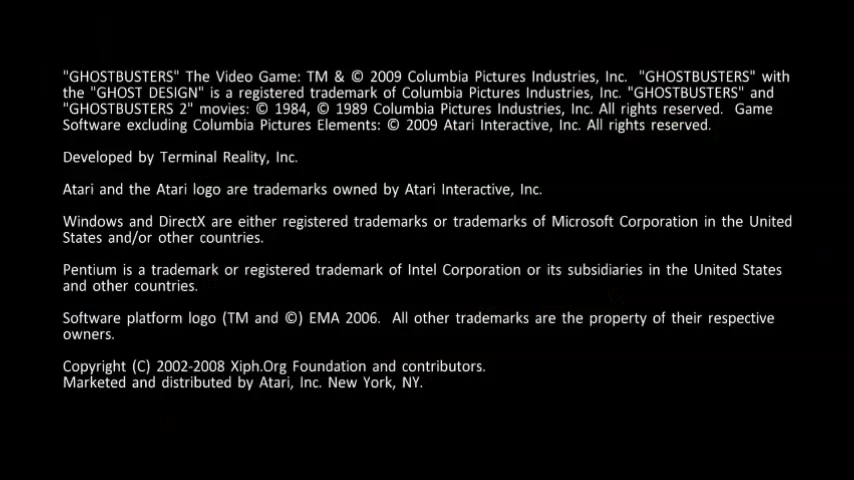 "GHOSTBUSTERS" The Video Game: TM & © 2009 Columbia Pictures Industries, Inc.  "GHOSTBUSTERS" with
the "GHOST DESIGN" is a registered trademark of Columbia Pictures Industries, Inc. "GHOSTBUSTERS" and
"GHOSTBUSTERS 2" movies: © 1984, © 1989 Columbia Pictures Industries, Inc. All rights reserved.  Game
Software excluding Columbia Pictures Elements: © 2009 Atari Interactive, Inc. All rights reserved.
Developed by Terminal Reality, Inc.
Atari and the Atari logo are trademarks owned by Atari Interactive, Inc.
Windows and DirectX are either registered trademarks or trademarks of Microsoft Corporation in the United
States and/or other countries.
Pentium is a trademark or registered trademark of Intel Corporation or its subsidiaries in the United States
and other countries.
Software platform logo (TM and ©) EMA 2006.  All other trademarks are the property of their respective
owners.
Copyright (C) 2002-2008 Xiph.Org Foundation and contributors.
Marketed and distributed by Atari, Inc. New York, NY.